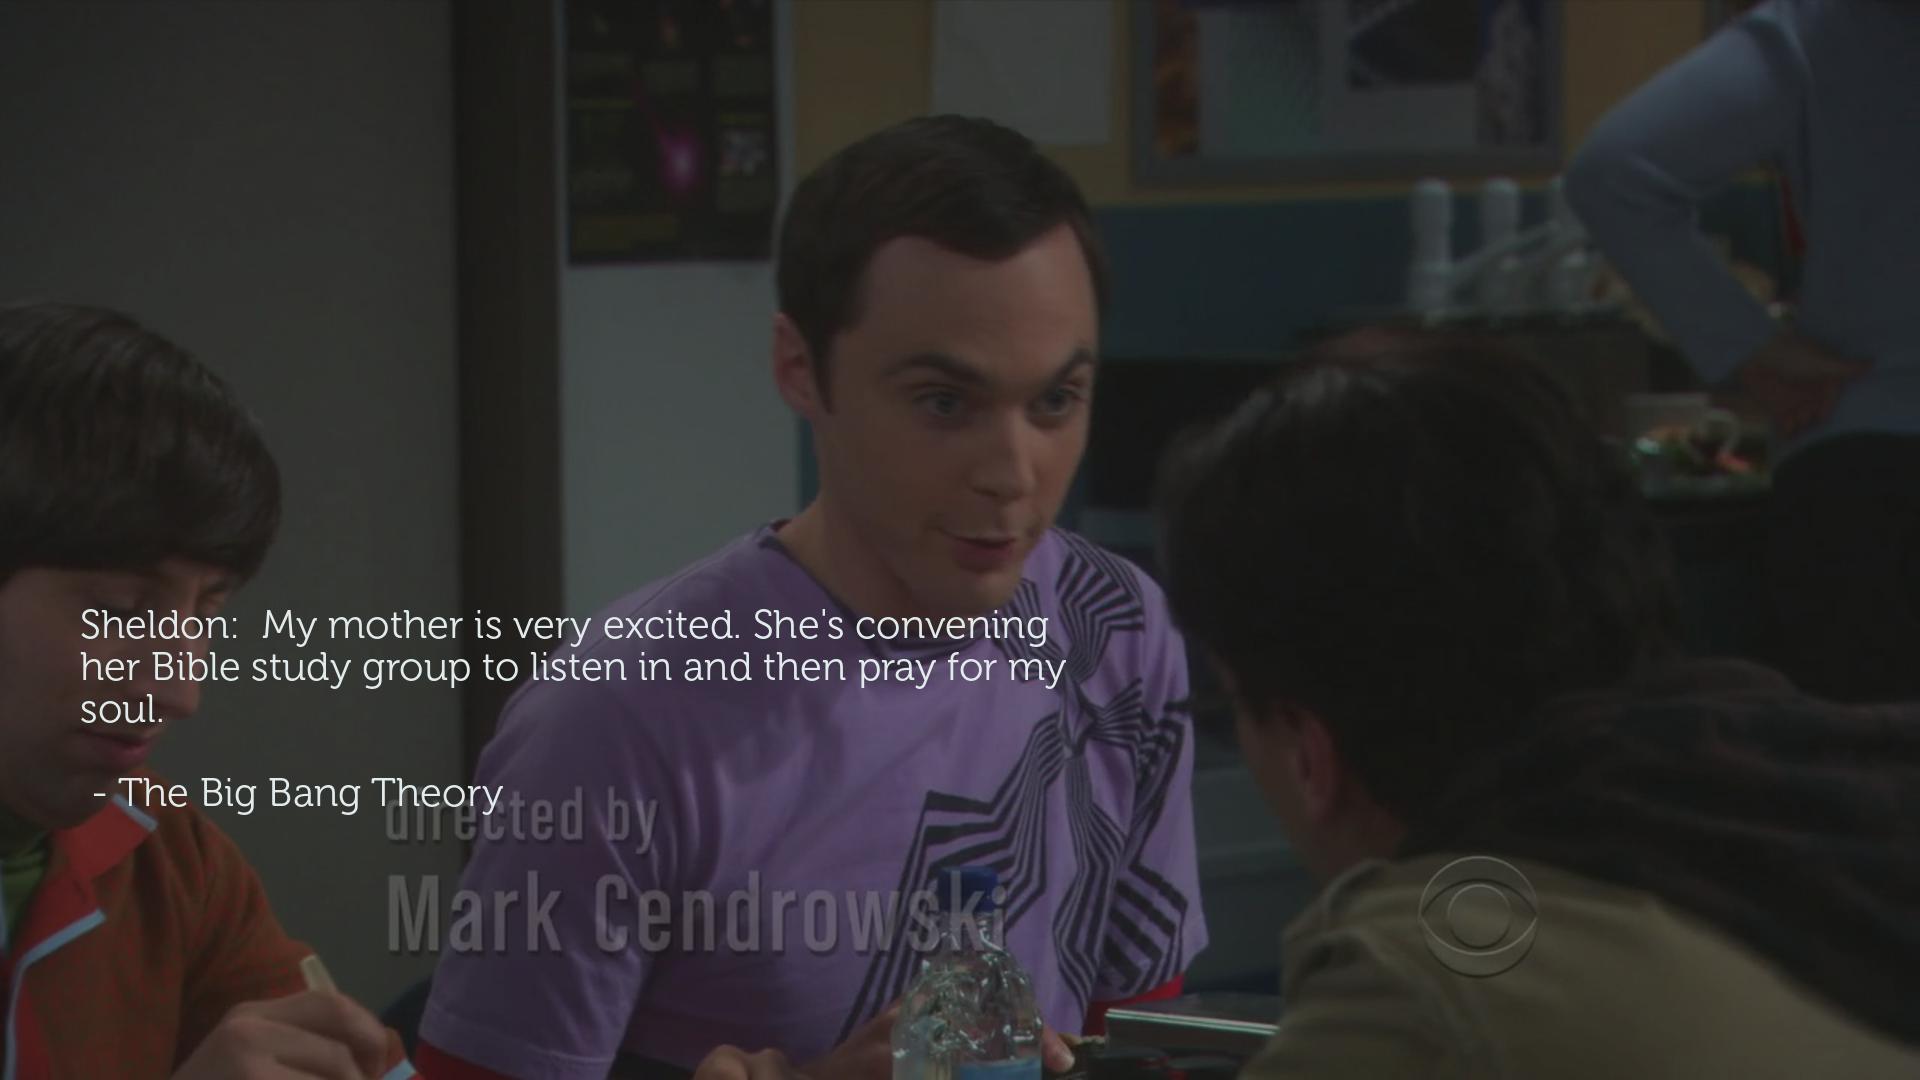 Sheldon:  My mother is very excited. She's convening
her Bible study group to listen in and then pray for my
soul.
- The Big Bang Theory
directed by
Mark Cendrowski